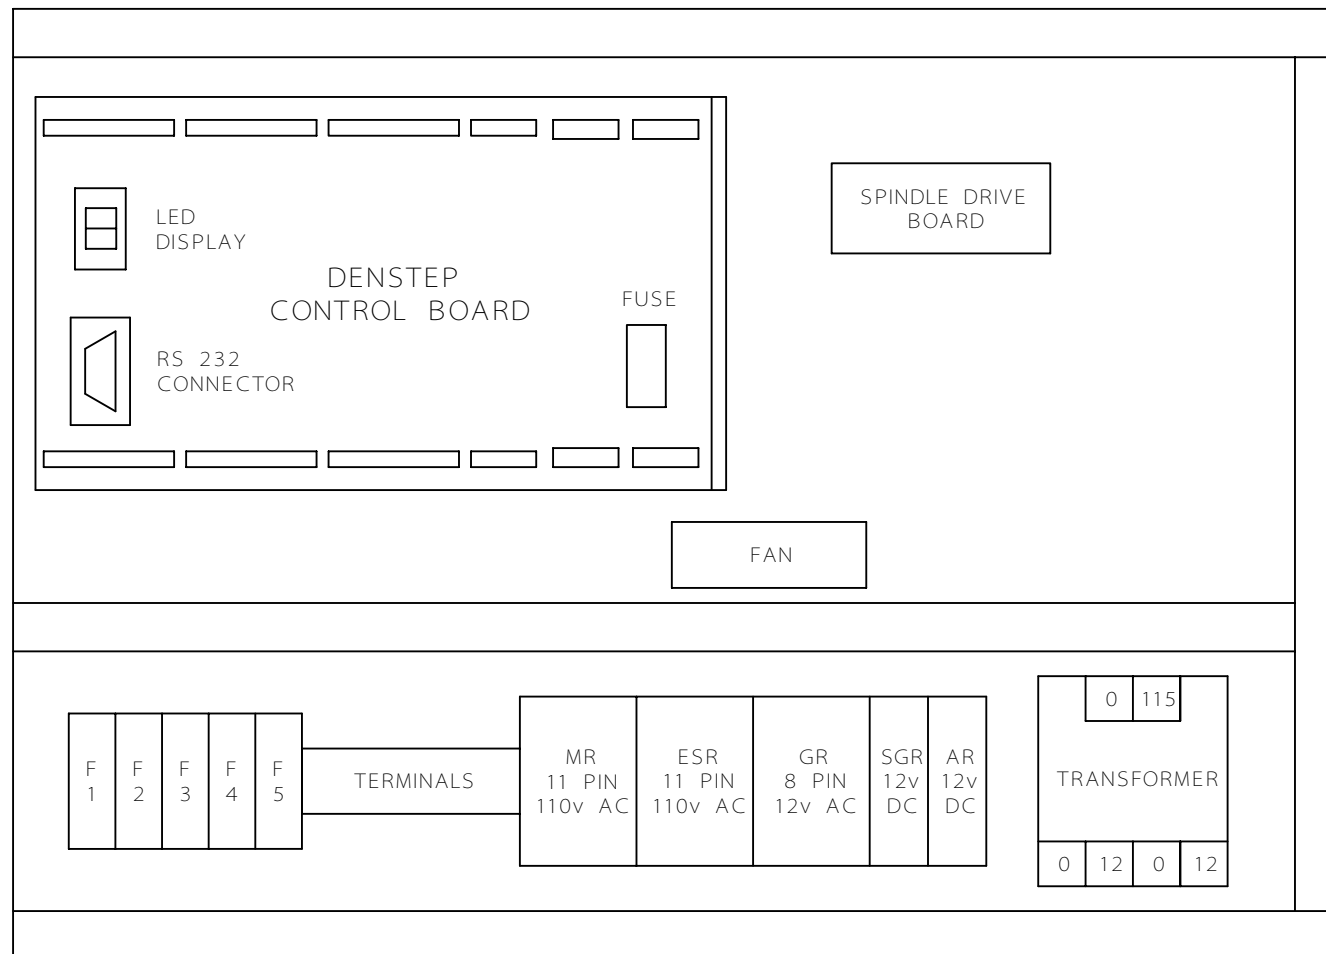 LED
DISPLAY
SPINDLE DRIVE
BOARD
DENSTEP
CONTROL BOARD
FUSE
RS 232
CONNECTOR
FAN
F
1
F
2
F
3
F
4
F
5
TERMINALS
MR
11 PIN
110v AC
ESR
11 PIN
110v AC
GR
8 PIN
12v AC
SGR
12v
DC
AR
12v
DC
0 115
TRANSFORMER
0 12 0 12